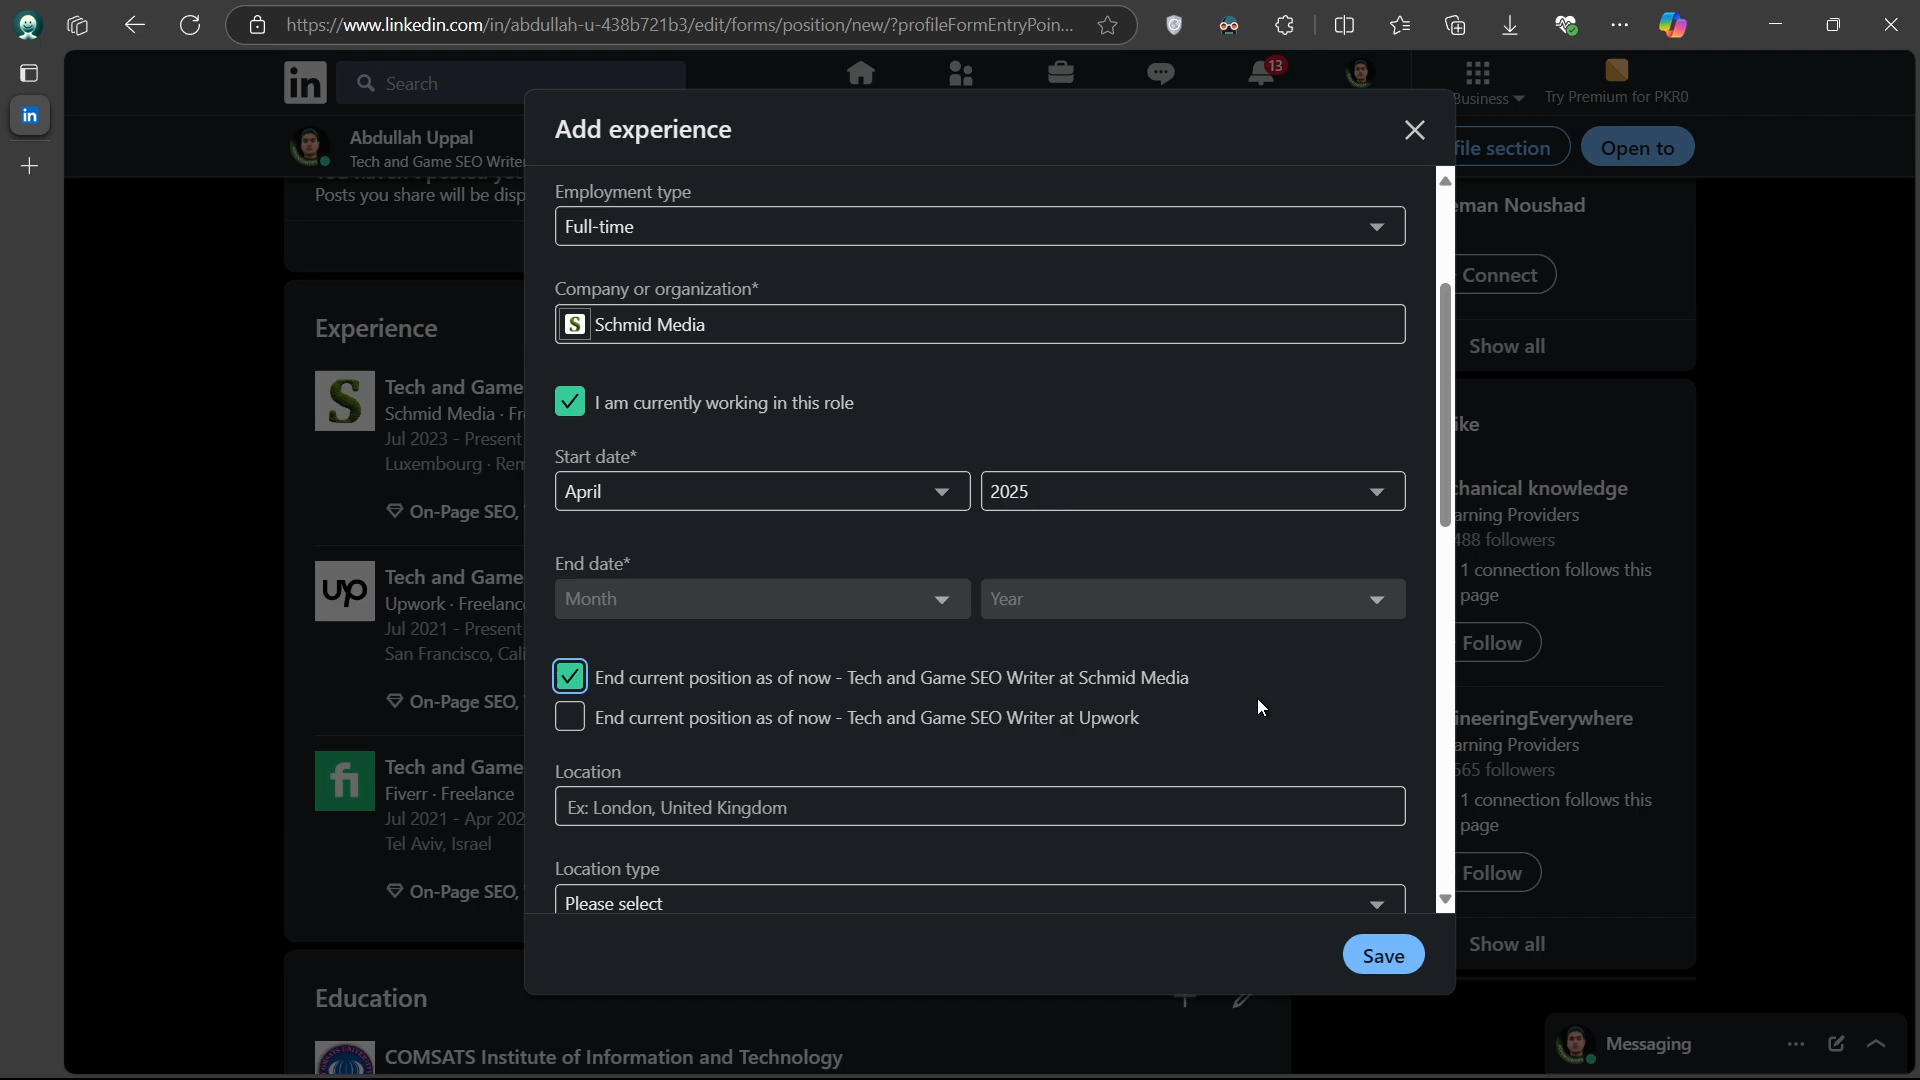 https://www.linkedin.com/in/abdullah-u-438b721b3/edit/forms/position/new/?profileFormEntryPoin...
in
Search
13
Business
Try Premium for PKR0
Abdullah Uppal
Tech and Game SEO Writer
file section
Open to
Posts you share will be disp
Experience
Tech and Game
Schmid Media · Fr
Jul 2023 - Present
Luxembourg · Rem
On-Page SEO,
up
Tech and Game
Upwork · Freelanc
Jul 2021 - Present
San Francisco, Cali
On-Page SEO,
fi
Tech and Game
Fiverr · Freelance
Jul 2021 - Apr 202
Tel Aviv, Israel
On-Page SEO,
Education
COMSATS Institute of Information and Technology
Add experience
Employment type
Full-time
Company or organization*
S Schmid Media
I am currently working in this role
Start date*
April
2025
End date*
Month
Year
End current position as of now - Tech and Game SEO Writer at Schmid Media
End current position as of now - Tech and Game SEO Writer at Upwork
Location
Ex: London, United Kingdom
Location type
Please select
Save
eman Noushad
Connect
Show all
ike
chanical knowledge
arning Providers
488 followers
1 connection follows this
page
Follow
ineeringEverywhere
arning Providers
565 followers
1 connection follows this
page
Follow
Show all
Messaging